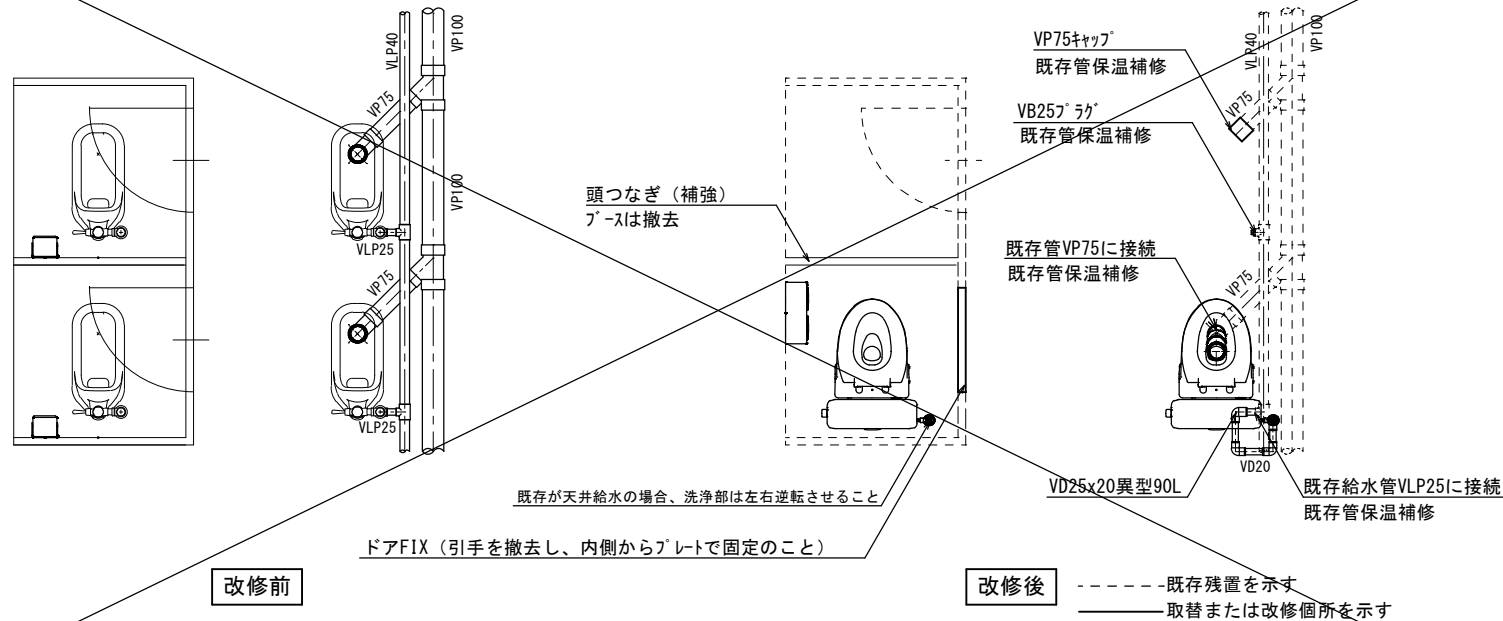 VLP40
VP100
VP75
VP100
VLP25
VP75
VLP25
改修前
頭つなぎ（補強）
ブースは撤去
既存が天井給水の場合、洗浄部は左右逆転させること
ドアFIX（引手を撤去し、内側からプレートで固定のこと）
VP75キャップ
既存管保温補修
VB25プラグ
既存管保温補修
既存管VP75に接続
既存管保温補修
VLP40
VP100
VP75
VP75
VD20
VD25x20異型90L
既存給水管VLP25に接続
既存管保温補修
改修後
既存残置を示す
取替または改修個所を示す